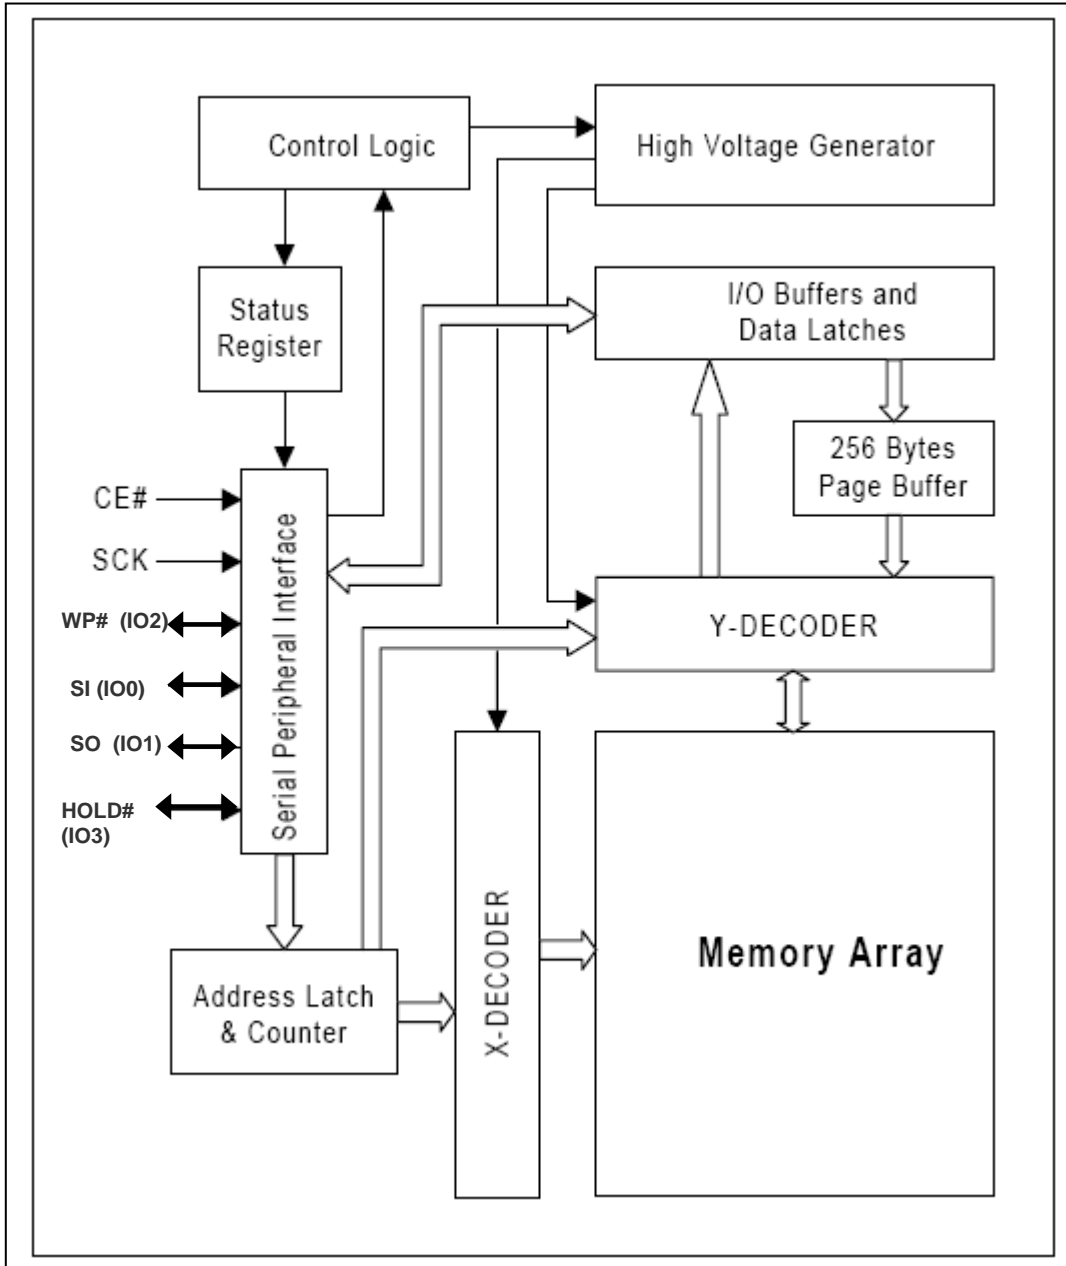 Control Logic
High Voltage Generator
Status
Register
I/O Buffers and
Data Latches
256 Bytes
Page Buffer
CE#
SCK
WP# (IO2)
SI (IO0)
SO (IO1)
HOLD#
(IO3)
Serial Peripheral Interface
Y-DECODER
Address Latch
& Counter
X-DECODER
Memory Array